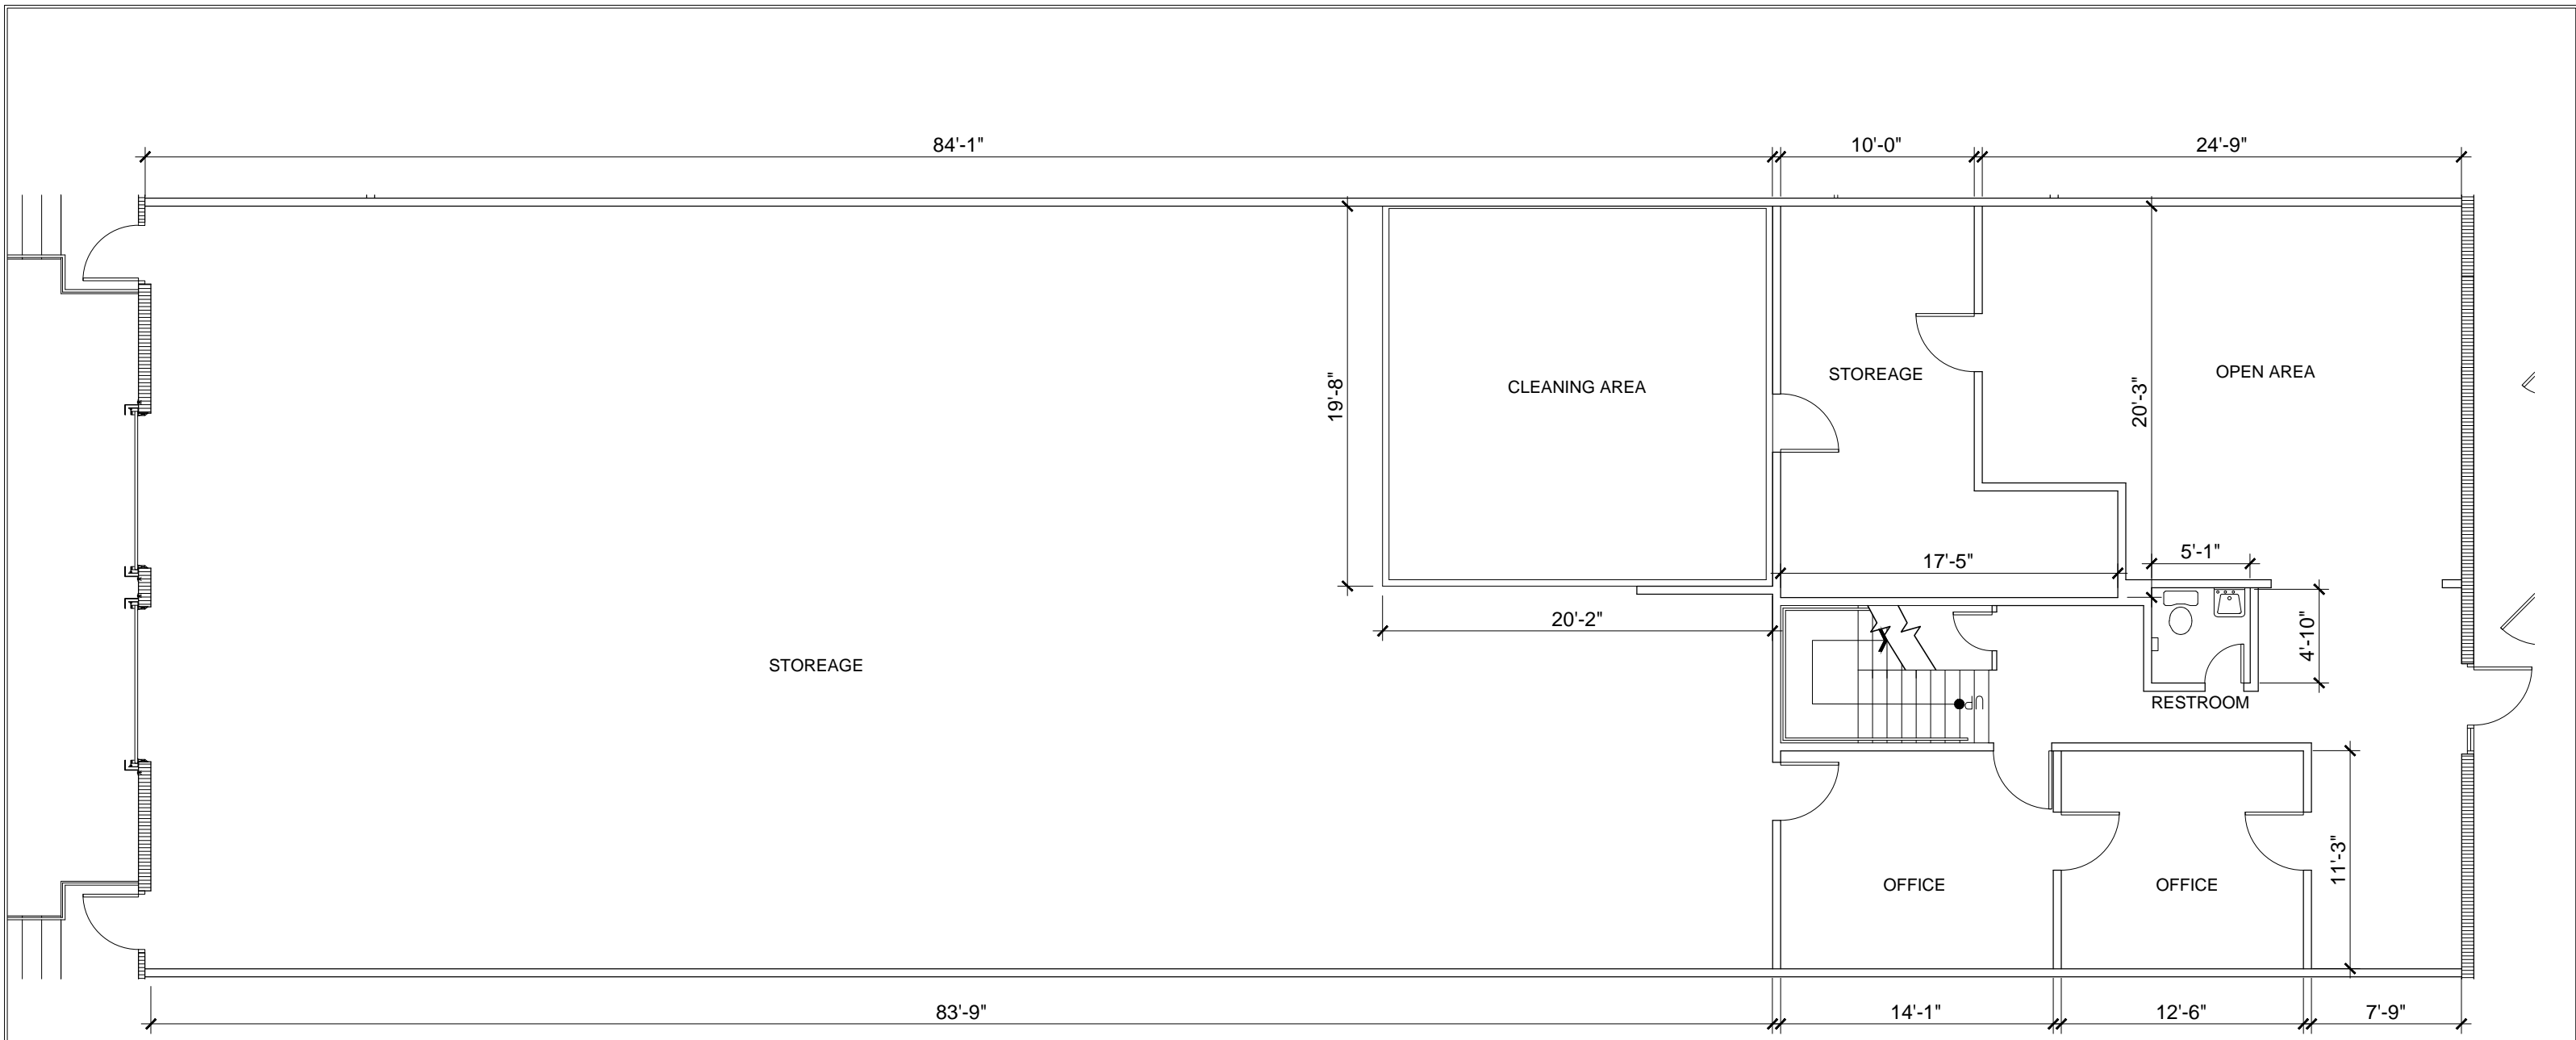 84'-1"
10'-0"
24'-9"
STOREAGE
OPEN AREA
CLEANING AREA
19'-8"
20'-3"
5'-1"
17'-5"
20'-2"
4'-10"
STOREAGE
UP
RESTROOM
11'-3"
OFFICE
OFFICE
83'-9"
14'-1"
12'-6"
7'-9"